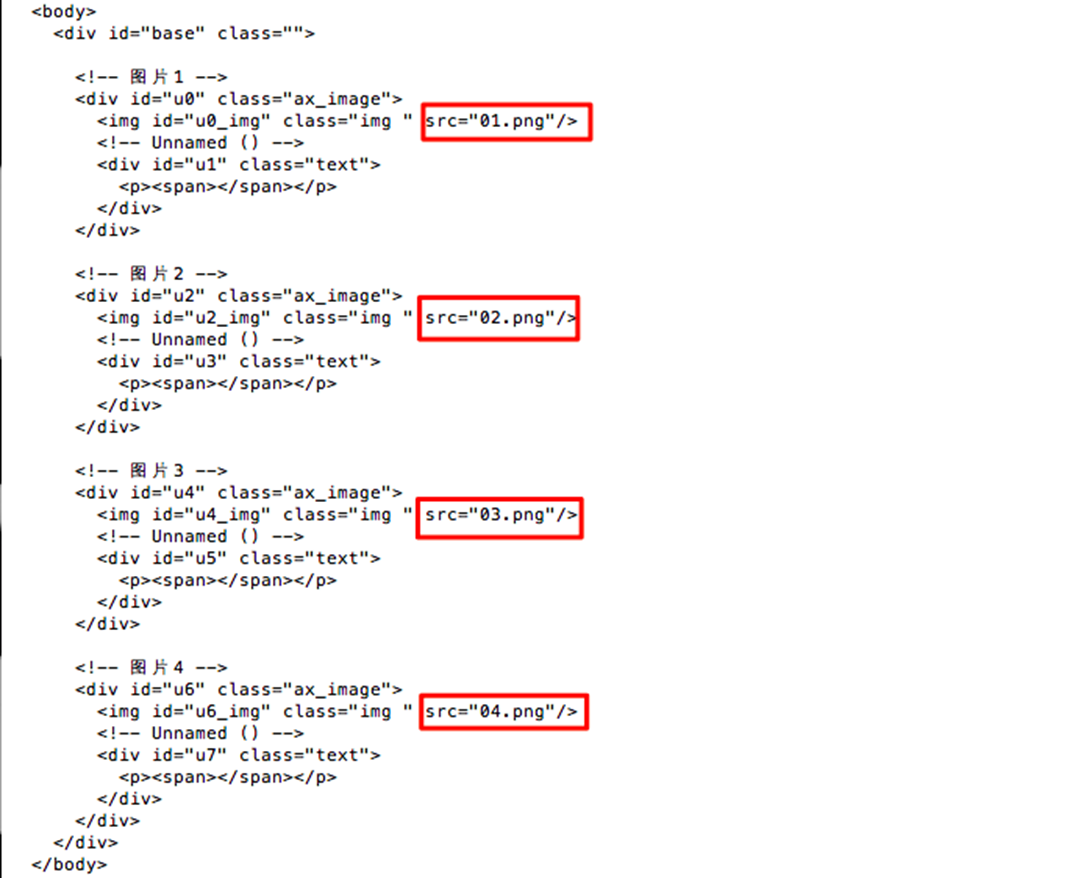 <body>
<div id="base" class="">
<!-- 图片1 -->
<div id="u0" class="ax_image">
<img id="u0_img" class="img " src="01.png"/>
<!-- Unnamed () -->
<div id="u1" class="text">
<p><span></span></p>
</div>
</div>
<!-- 图片2 -->
<div id="u2" class="ax_image">
<img id="u2_img" class="img " src="02.png"/>
<!-- Unnamed () -->
<div id="u3" class="text">
<p><span></span></p>
</div>
</div>
<!-- 图片3 -->
<div id="u4" class="ax_image">
<img id="u4_img" class="img " src="03.png"/>
<!-- Unnamed () -->
<div id="u5" class="text">
<p><span></span></p>
</div>
</div>
<!-- 图片4 -->
<div id="u6" class="ax_image">
<img id="u6_img" class="img " src="04.png"/>
<!-- Unnamed () -->
<div id="u7" class="text">
<p><span></span></p>
</div>
</div>
</div>
</body>